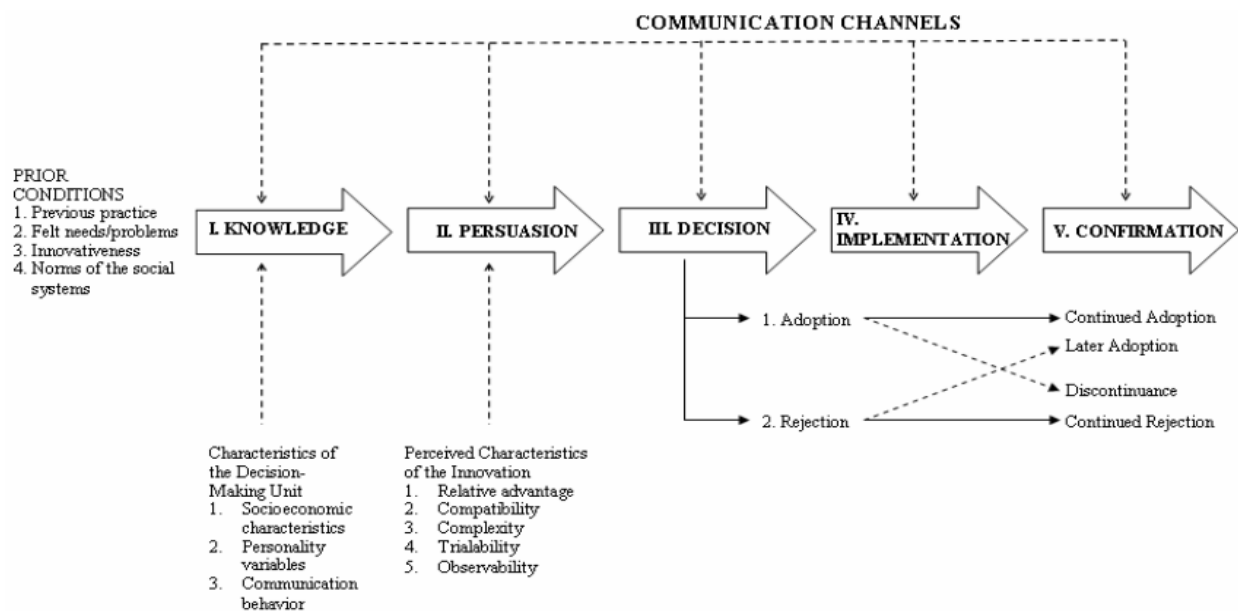 COMMUNICATION CHANNELS
PRIOR
CONDITIONS
1. Previous practice
2. Felt needs/problems
3. Innovativeness
4. Norms of the social
systems
I. KNOWLEDGE
II. PERSUASION
III. DECISION
IV.
IMPLEMENTATION
V. CONFIRMATION
1. Adoption
2. Rejection
Continued Adoption
Later Adoption
Discontinuance
Continued Rejection
Characteristics of
the Decision-
Making Unit
1. Socioeconomic
characteristics
2. Personality
variables
3. Communication
behavior
Perceived Characteristics
of the Innovation
1. Relative advantage
2. Compatibility
3. Complexity
4. Trialability
5. Observability